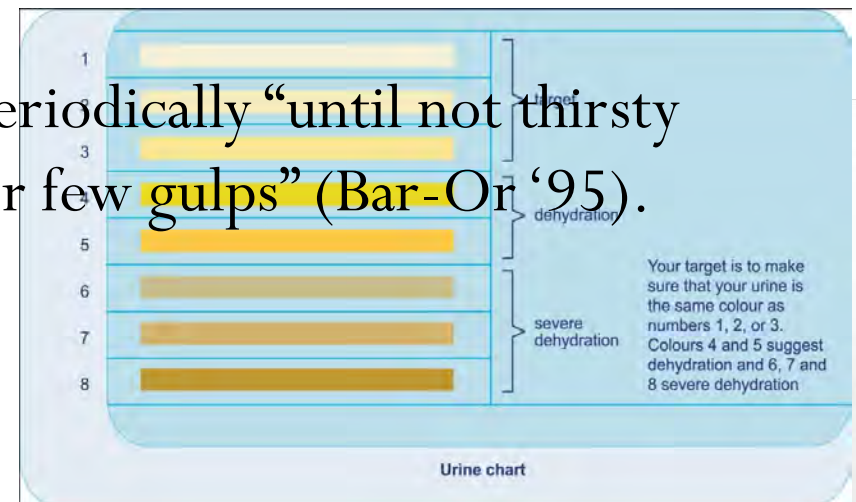 1
2
target
eriodically “until not thirsty
3
r few gulps” (Bar-Or ‘95).
dehydration
5
6
7
severe
dehydration
8
Your target is to make
sure that your urine is
the same colour as
numbers 1, 2, or 3.
Colours 4 and 5 suggest
dehydration and 6, 7 and
8 severe dehydration
Urine chart